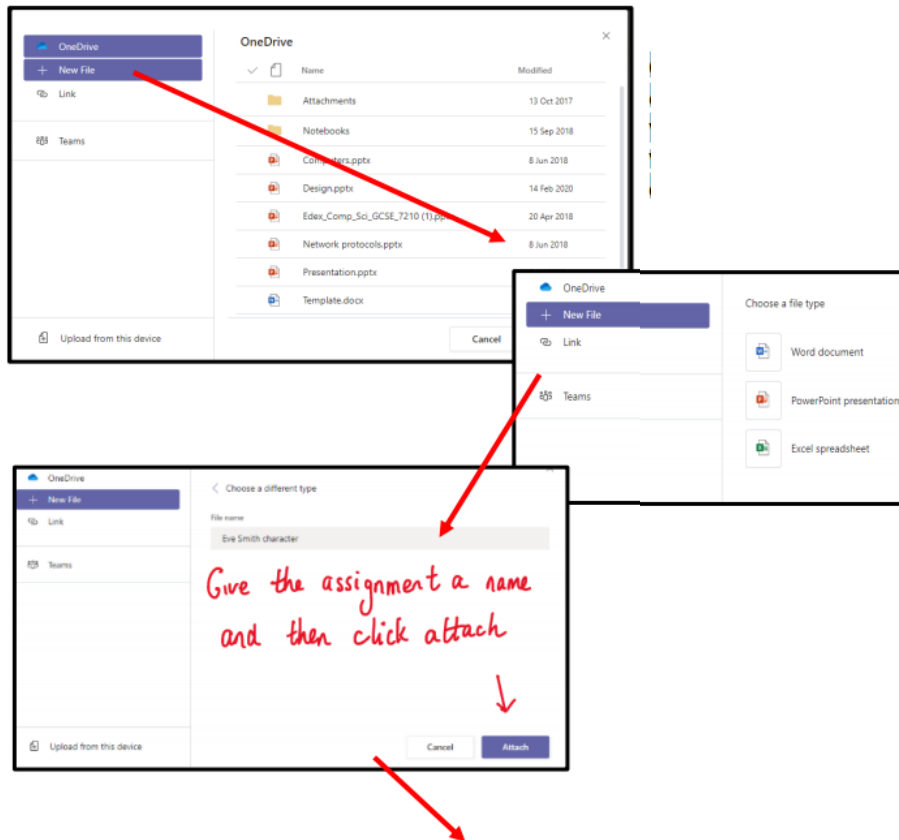 OneDrive
New File
Link
Teams
Upload from this device
OneDrive
Name Modified
Attachments 13 Oct 2017
Notebooks 15 Sep 2018
Computers.pptx 8 Jun 2018
Design.pptx 14 Feb 2020
Edex_Comp_Sci_GCSE_7210 (1).pptx 20 Apr 2018
Network protocols.pptx 8 Jun 2018
Presentation.pptx
Template.docx
Cancel
OneDrive
New File
Link
Teams
Choose a file type
Word document
PowerPoint presentation
Excel spreadsheet
OneDrive
New File
Link
Teams
Upload from this device
Choose a different type
File name
Eve Smith character
Give the assignment a name
and then click attach
Cancel Attach